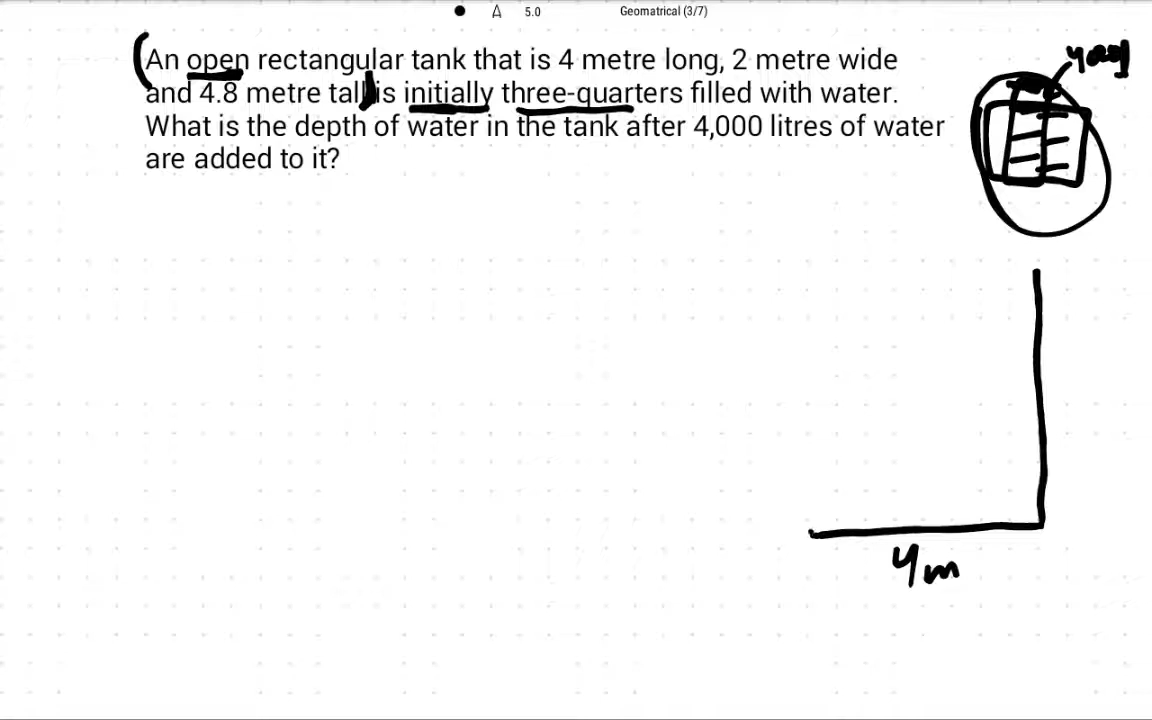 5.0
Geomatrical (3/7)
An open rectangular tank that is 4 metre long, 2 metre wide
and 4.8 metre tall is initially three-quarters filled with water.
What is the depth of water in the tank after 4,000 litres of water
are added to it?
4m